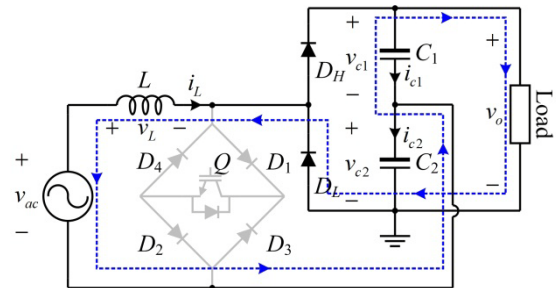 +
v_c1
−
C_1
i_c1
+
v_o
−
Load
D_H
L
i_L
+ v_L −
D_4
Q
D_1
D_L
+
v_c2
−
i_c2
C_2
+
v_ac
−
D_2
D_3